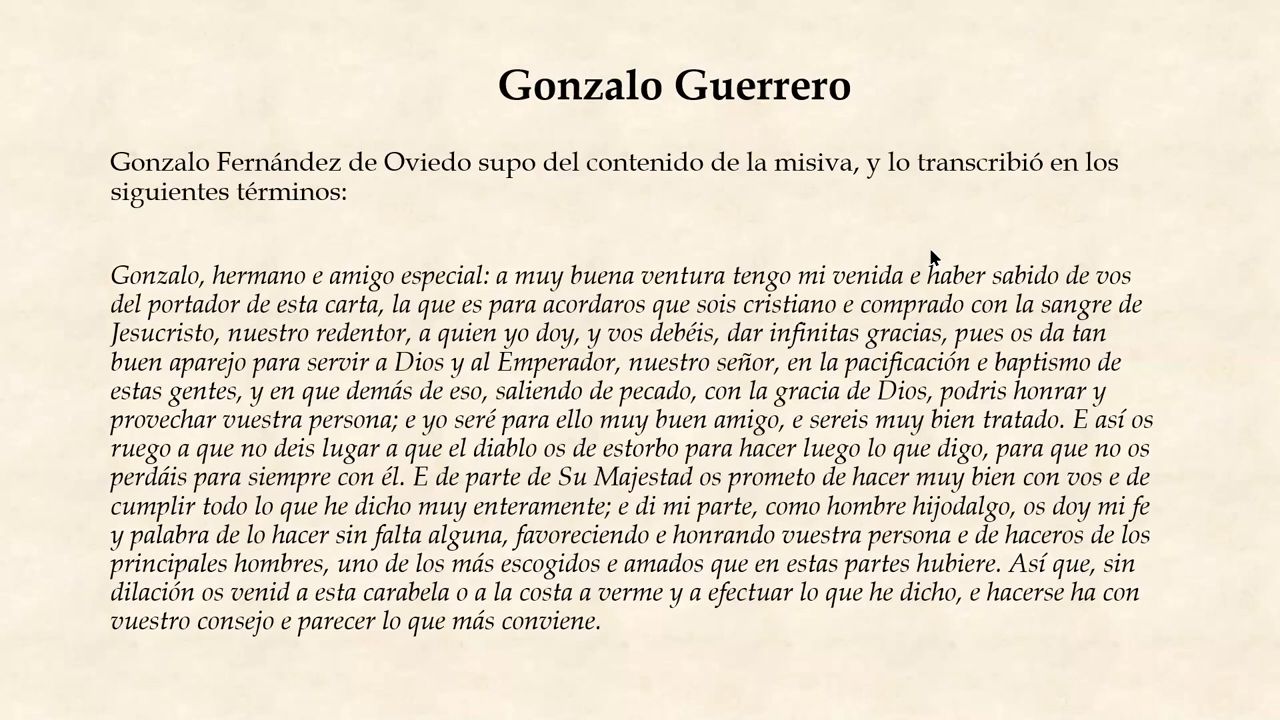 Gonzalo Guerrero
Gonzalo Fernández de Oviedo supo del contenido de la misiva, y lo transcribió en los
siguientes términos:
Gonzalo, hermano e amigo especial: a muy buena ventura tengo mi venida e haber sabido de vos
del portador de esta carta, la que es para acordaros que sois cristiano e comprado con la sangre de
Jesucristo, nuestro redentor, a quien yo doy, y vos debéis, dar infinitas gracias, pues os da tan
buen aparejo para servir a Dios y al Emperador, nuestro señor, en la pacificación e baptismo de
estas gentes, y en que demás de eso, saliendo de pecado, con la gracia de Dios, podris honrar y
provechar vuestra persona; e yo seré para ello muy buen amigo, e sereis muy bien tratado. E así os
ruego a que no deis lugar a que el diablo os de estorbo para hacer luego lo que digo, para que no os
perdáis para siempre con él. E de parte de Su Majestad os prometo de hacer muy bien con vos e de
cumplir todo lo que he dicho muy enteramente; e di mi parte, como hombre hijodalgo, os doy mi fe
y palabra de lo hacer sin falta alguna, favoreciendo e honrando vuestra persona e de haceros de los
principales hombres, uno de los más escogidos e amados que en estas partes hubiere. Así que, sin
dilación os venid a esta carabela o a la costa a verme y a efectuar lo que he dicho, e hacerse ha con
vuestro consejo e parecer lo que más conviene.